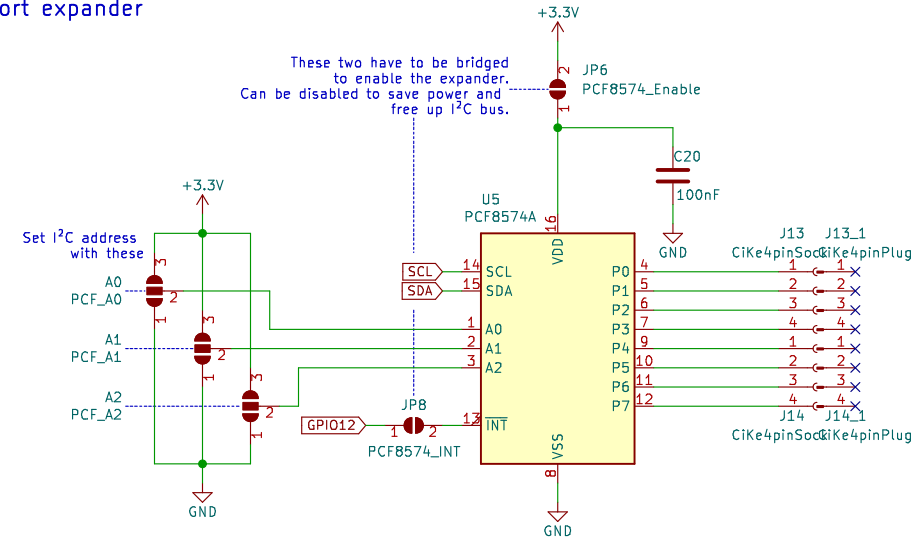 ort expander
+3.3V
These two have to be bridged
to enable the expander.
Can be disabled to save power and
free up I²C bus.
2
JP6
PCF8574_Enable
1
C20
100nF
GND
+3.3V
U5
PCF8574A
16
VDD
Set I²C address
with these
A0
PCF_A0
3
2
1
A1
PCF_A1
3
2
1
A2
PCF_A2
3
2
1
GND
SCL
14
SCL
SDA
15
SDA
1
A0
2
A1
3
A2
GPIO12
JP8
1
2
PCF8574_INT
13
INT
VSS
8
GND
J13
J13_1
CiKe4pinSock
CiKe4pinPlug
P0 4 1 1
P1 5 2 2
P2 6 3 3
P3 7 4 4
P4 9 1 1
P5 10 2 2
P6 11 3 3
P7 12 4 4
J14
J14_1
CiKe4pinSock
CiKe4pinPlug